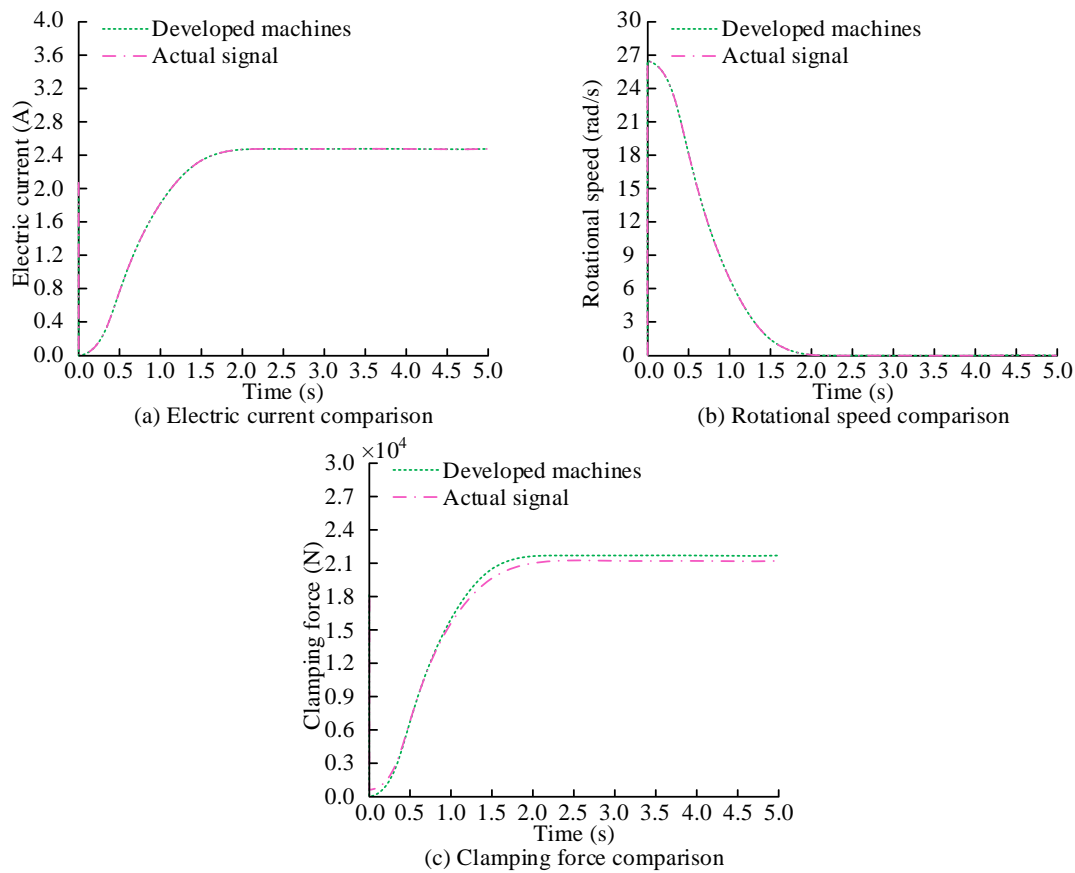 4.0
3.6
3.2
2.8
2.4
2.0
1.6
1.2
0.8
0.4
0.0
Electric current (A)
Developed machines
Actual signal
0.0 0.5 1.0 1.5 2.0 2.5 3.0 3.5 4.0 4.5 5.0
Time (s)
(a) Electric current comparison
30
27
24
21
18
15
12
9
6
3
0
Rotational speed (rad/s)
Developed machines
Actual signal
0.0 0.5 1.0 1.5 2.0 2.5 3.0 3.5 4.0 4.5 5.0
Time (s)
(b) Rotational speed comparison
×10⁴
3.0
2.7
2.4
2.1
1.8
1.5
1.2
0.9
0.6
0.3
0.0
Clamping force (N)
Developed machines
Actual signal
0.0 0.5 1.0 1.5 2.0 2.5 3.0 3.5 4.0 4.5 5.0
Time (s)
(c) Clamping force comparison